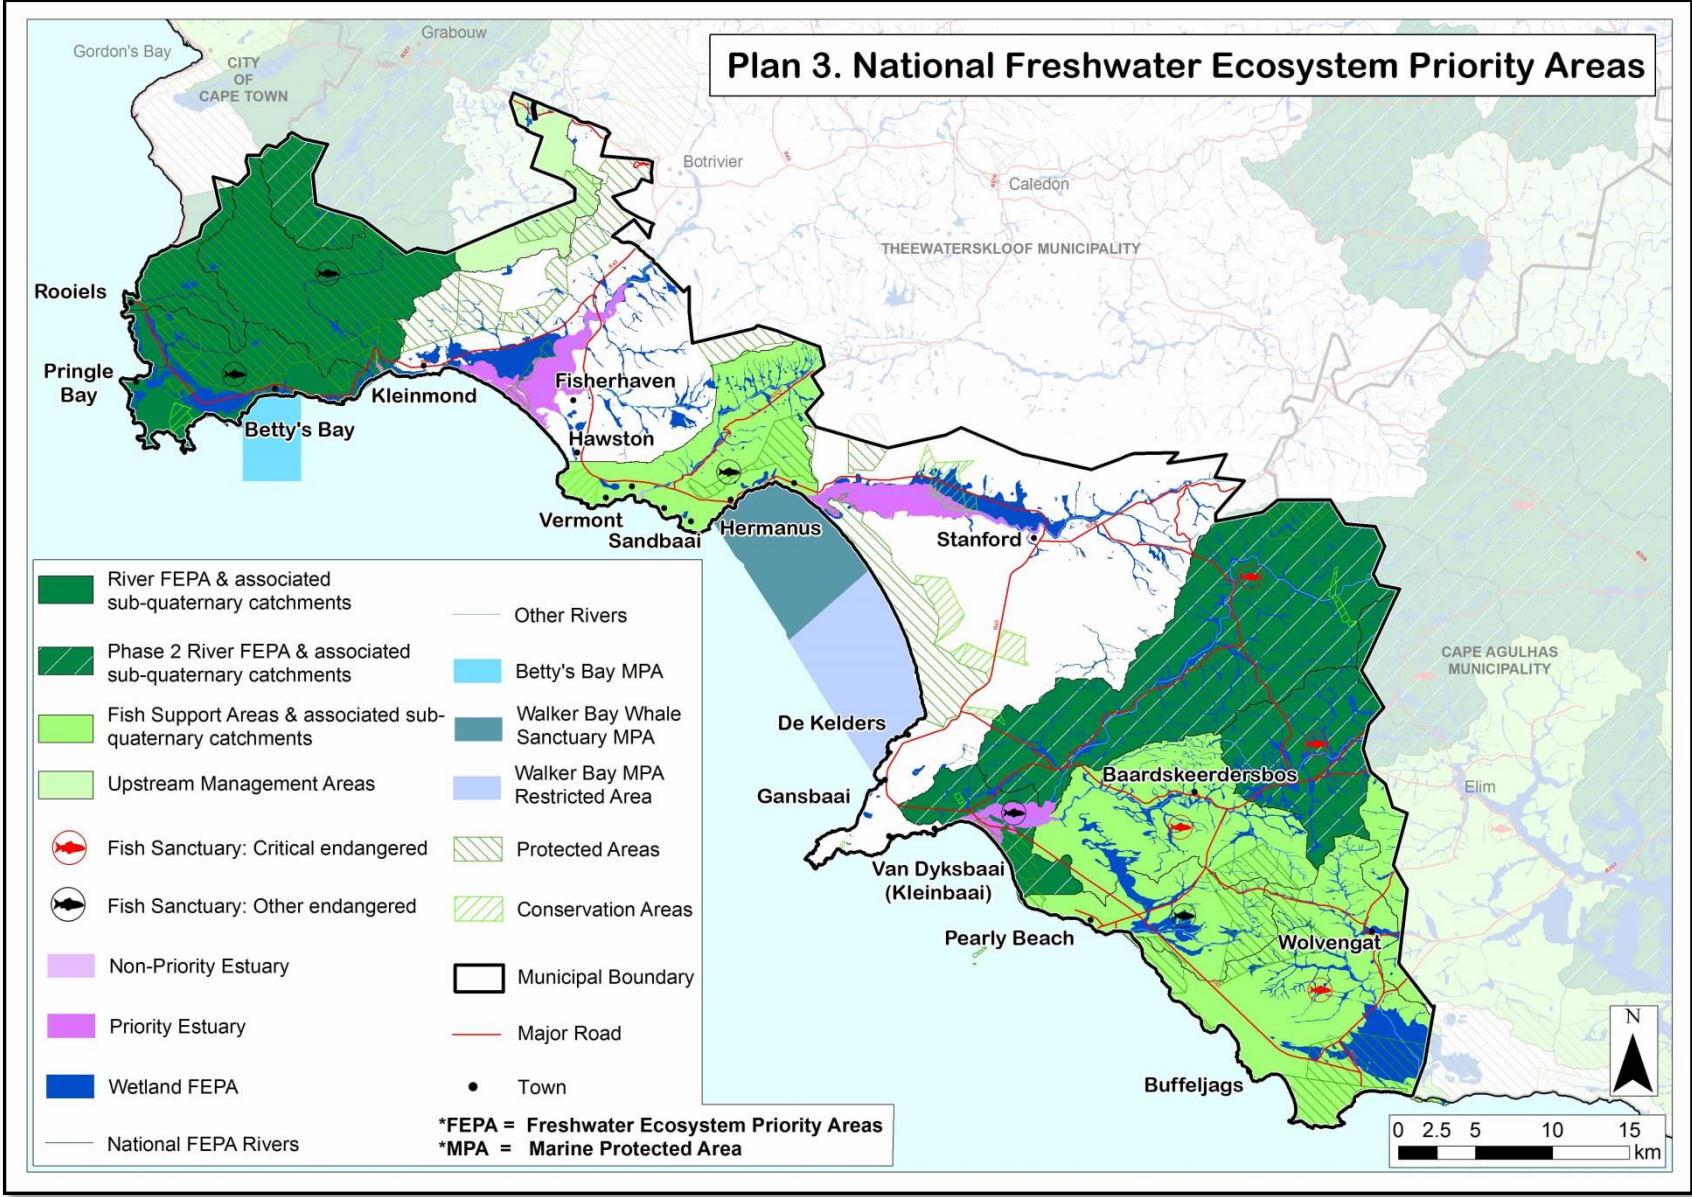 Plan 3. National Freshwater Ecosystem Priority Areas
Gordon's Bay
Grabouw
CITY
OF
CAPE TOWN
Botrivier
Caledon
THEEWATERSKLOOF MUNICIPALITY
Rooiels
Pringle
Bay
Kleinmond
Betty's Bay
Fisherhaven
Hawston
Vermont
Sandbaai
Hermanus
Stanford
R43
CAPE AGULHAS
MUNICIPALITY
De Kelders
Gansbaai
Baardskeerdersbos
Elim
Van Dyksbaai
(Kleinbaai)
Pearly Beach
Wolvengat
Buffeljags
River FEPA & associated
sub-quaternary catchments
Phase 2 River FEPA & associated
sub-quaternary catchments
Fish Support Areas & associated sub-
quaternary catchments
Upstream Management Areas
Fish Sanctuary: Critical endangered
Fish Sanctuary: Other endangered
Non-Priority Estuary
Priority Estuary
Wetland FEPA
National FEPA Rivers
Other Rivers
Betty's Bay MPA
Walker Bay Whale
Sanctuary MPA
Walker Bay MPA
Restricted Area
Protected Areas
Conservation Areas
Municipal Boundary
Major Road
Town
*FEPA = Freshwater Ecosystem Priority Areas
*MPA = Marine Protected Area
N
0 2.5 5 10 15
km